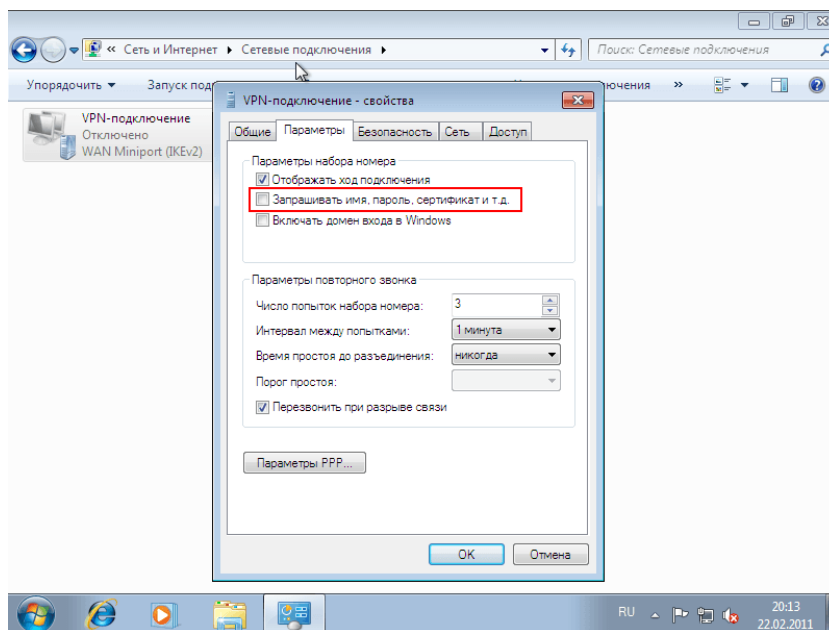 Сеть и Интернет
Сетевые подключения
Поиск: Сетевые подключения
Упорядочить
Запуск
ючения
»
VPN-подключение
Отключено
WAN Miniport (IKEv2)
VPN-подключение - свойства
Общие
Параметры
Безопасность
Сеть
Доступ
Параметры набора номера
Отображать ход подключения
Запрашивать имя, пароль, сертификат и т.д.
Включать домен входа в Windows
Параметры повторного звонка
Число попыток набора номера:
3
Интервал между попытками:
1 минута
Время простоя до разъединения:
никогда
Порог простоя:
Перезвонить при разрыве связи
Параметры PPP...
OK
Отмена
RU
20:13
22.02.2011